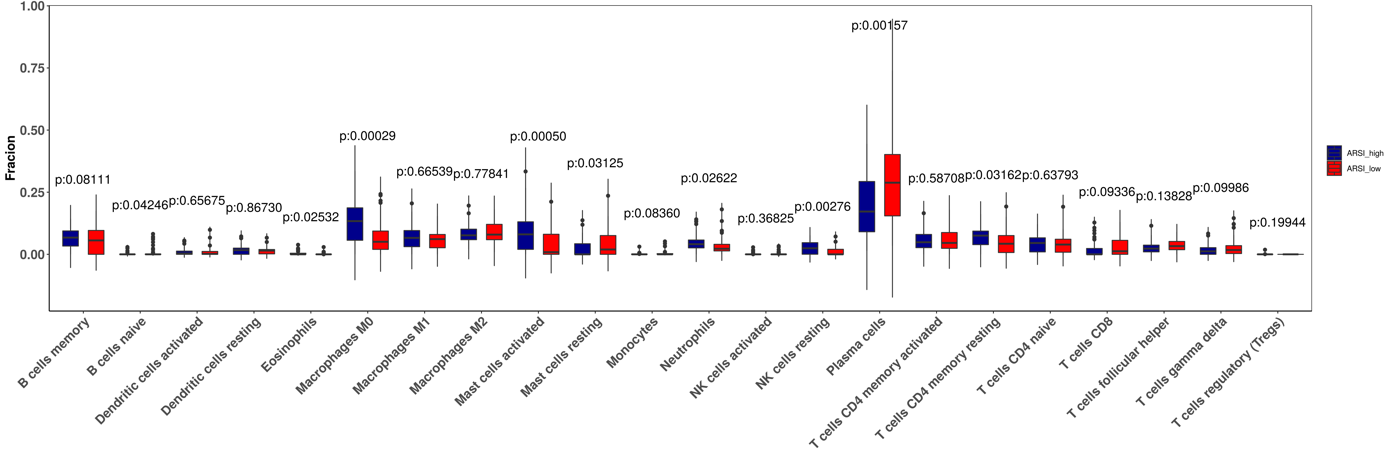 1.00
0.75
0.50
0.25
0.00
Fracion
p:0.08111
p:0.04246
p:0.65675
p:0.86730
p:0.02532
p:0.00029
p:0.66539
p:0.77841
p:0.00050
p:0.03125
p:0.08360
p:0.02622
p:0.36825
p:0.00276
p:0.00157
p:0.58708
p:0.03162
p:0.63793
p:0.09336
p:0.13828
p:0.09986
p:0.19944
B cells memory
B cells naive
Dendritic cells activated
Dendritic cells resting
Eosinophils
Macrophages M0
Macrophages M1
Macrophages M2
Mast cells activated
Mast cells resting
Monocytes
Neutrophils
NK cells activated
NK cells resting
Plasma cells
T cells CD4 memory activated
T cells CD4 memory resting
T cells CD4 naive
T cells CD8
T cells follicular helper
T cells gamma delta
T cells regulatory (Tregs)
ARSI_high
ARSI_low